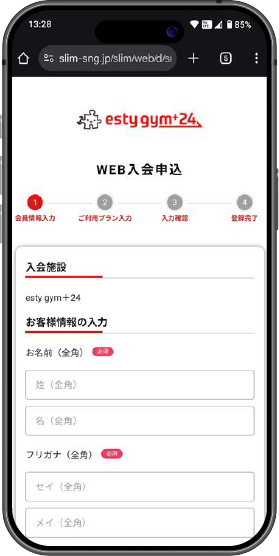 13:28
85%
slim-sng.jp/slim/web/d/sı
esty gym+24
WEB入会申込
1 2 3 4
会員情報入力 ご利用プラン入力 入力確認 登録完了
入会施設
esty gym+24
お客様情報の入力
お名前（全角） 必須
姓（全角）
名（全角）
フリガナ（全角） 必須
セイ（全角）
メイ（全角）